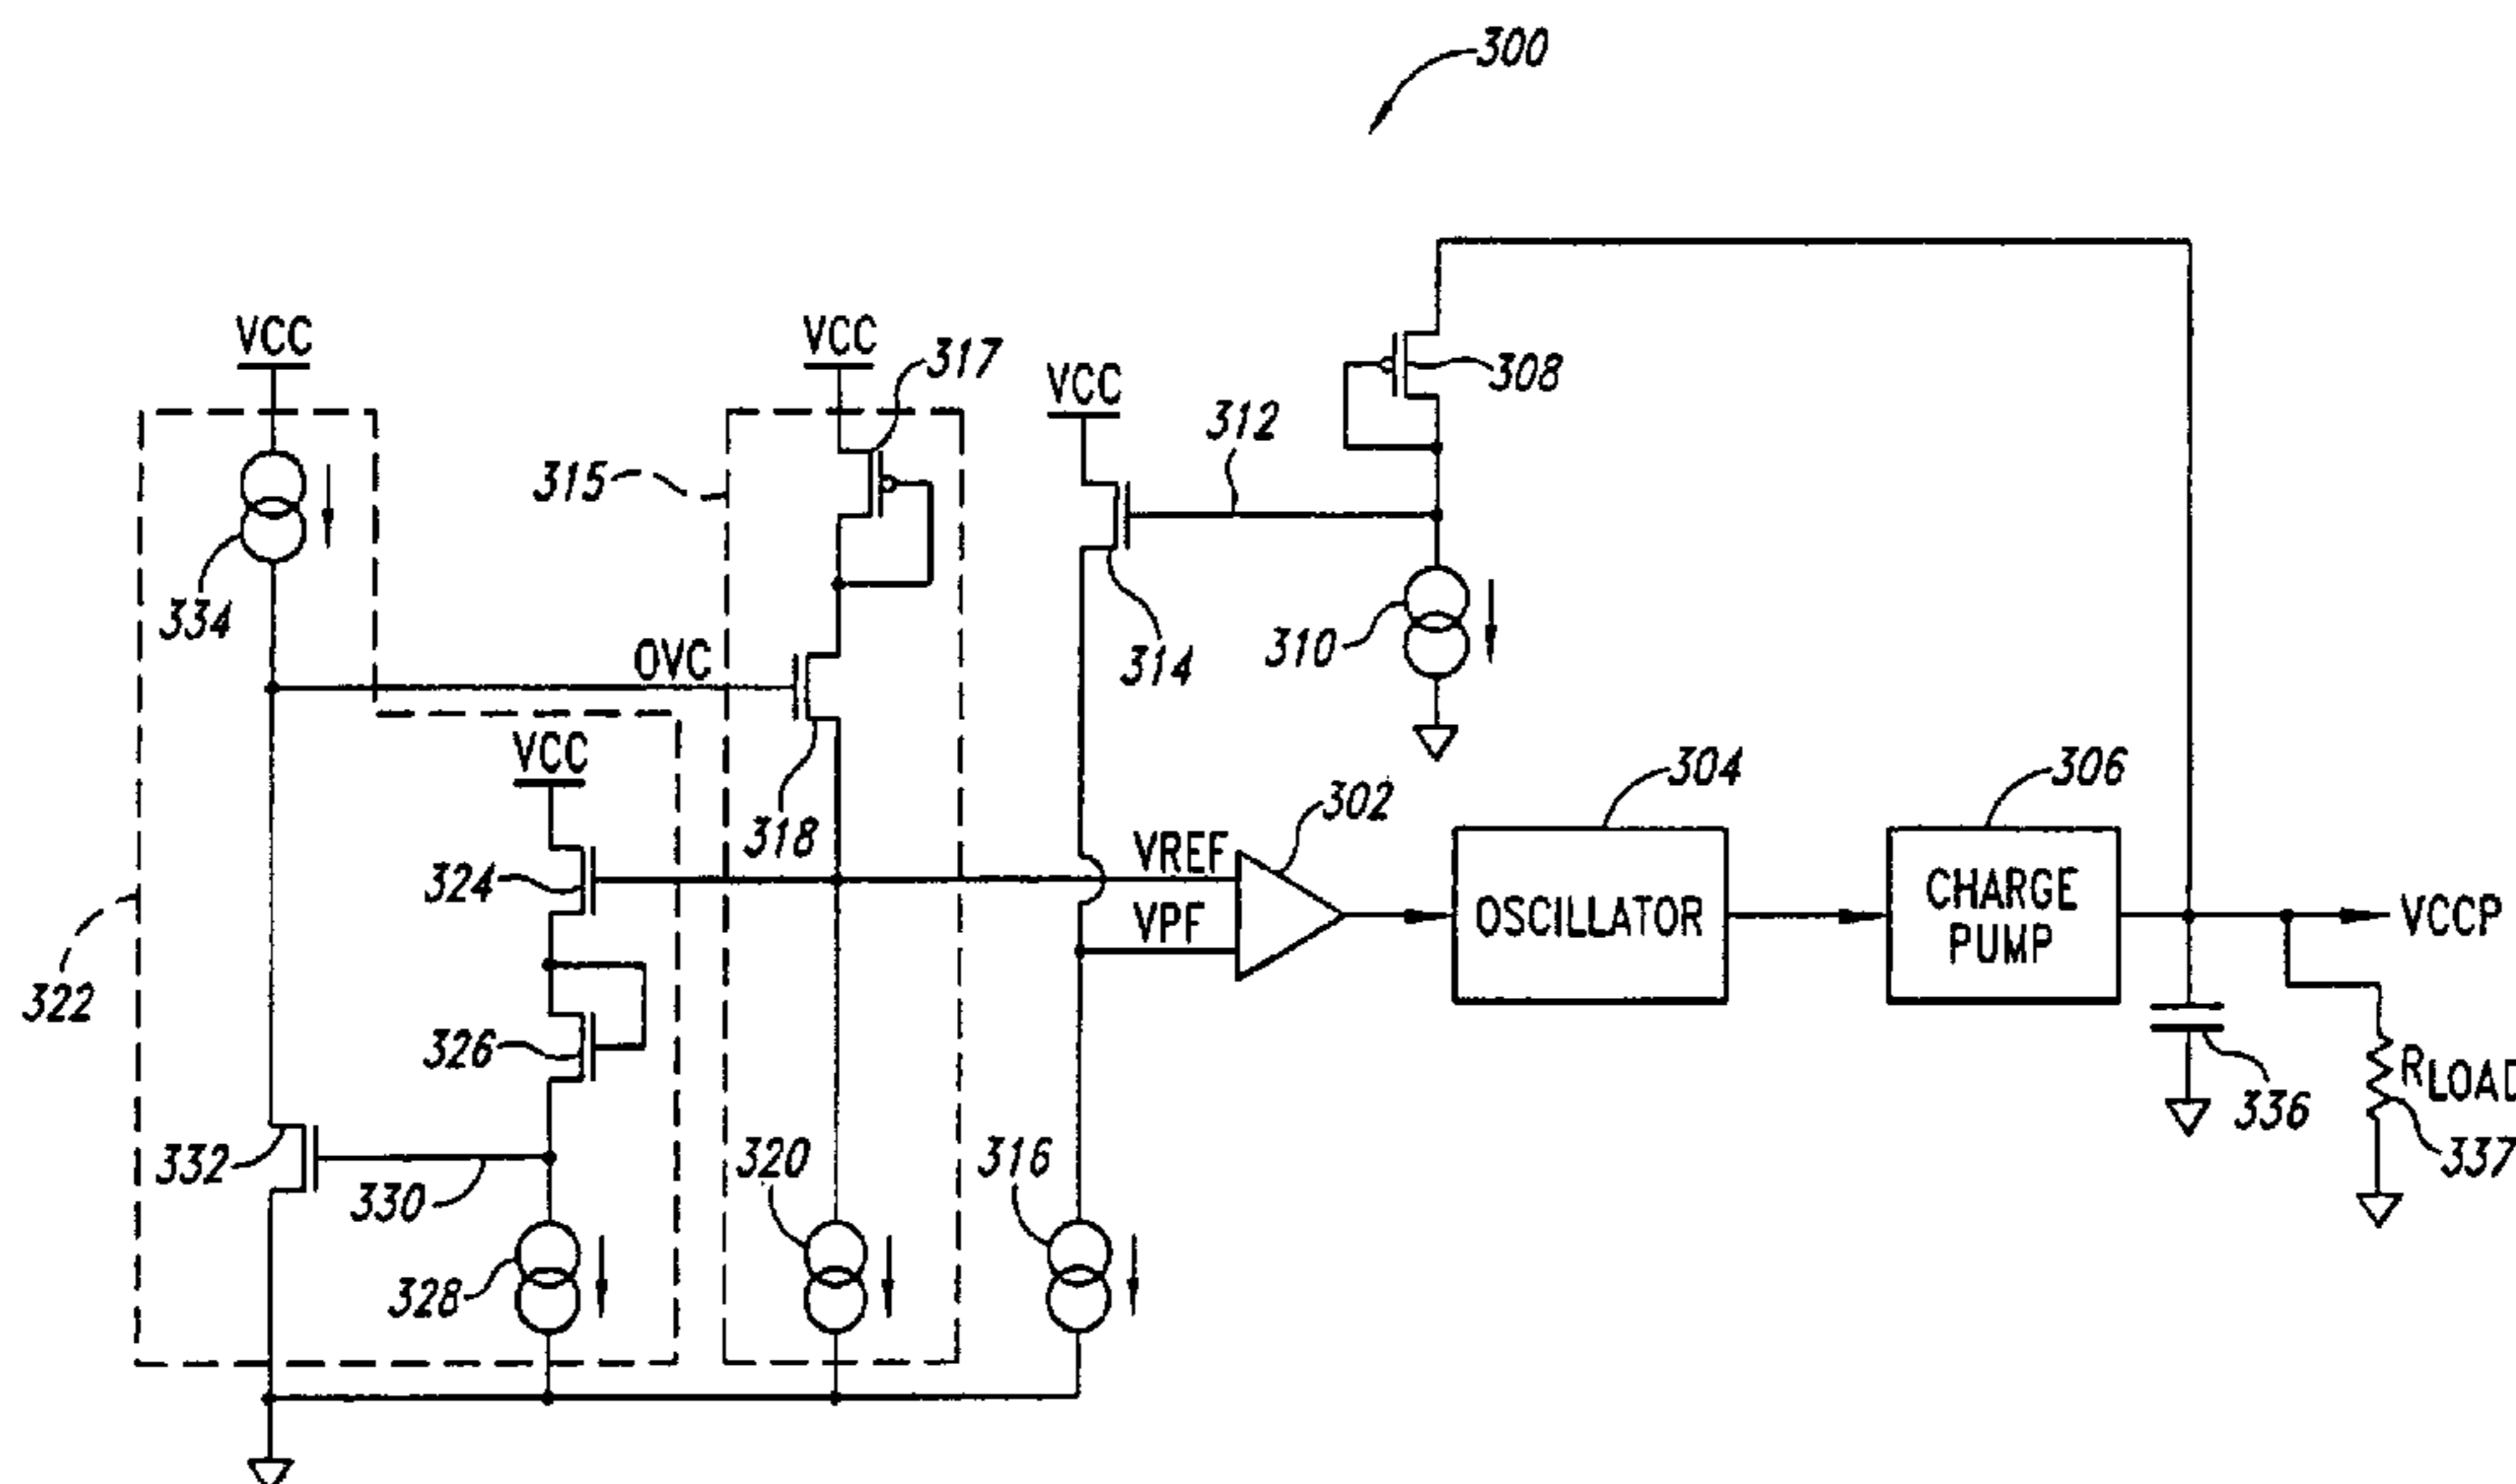 300
VCC
VCC
317
VCC
308
312
315
334
OVC
314
310
VCC
318
304
306
302
324
VREF
OSCILLATOR
CHARGE
PUMP
VCCP
VPF
322
326
RLOAD
336
332
330
320
316
337
328